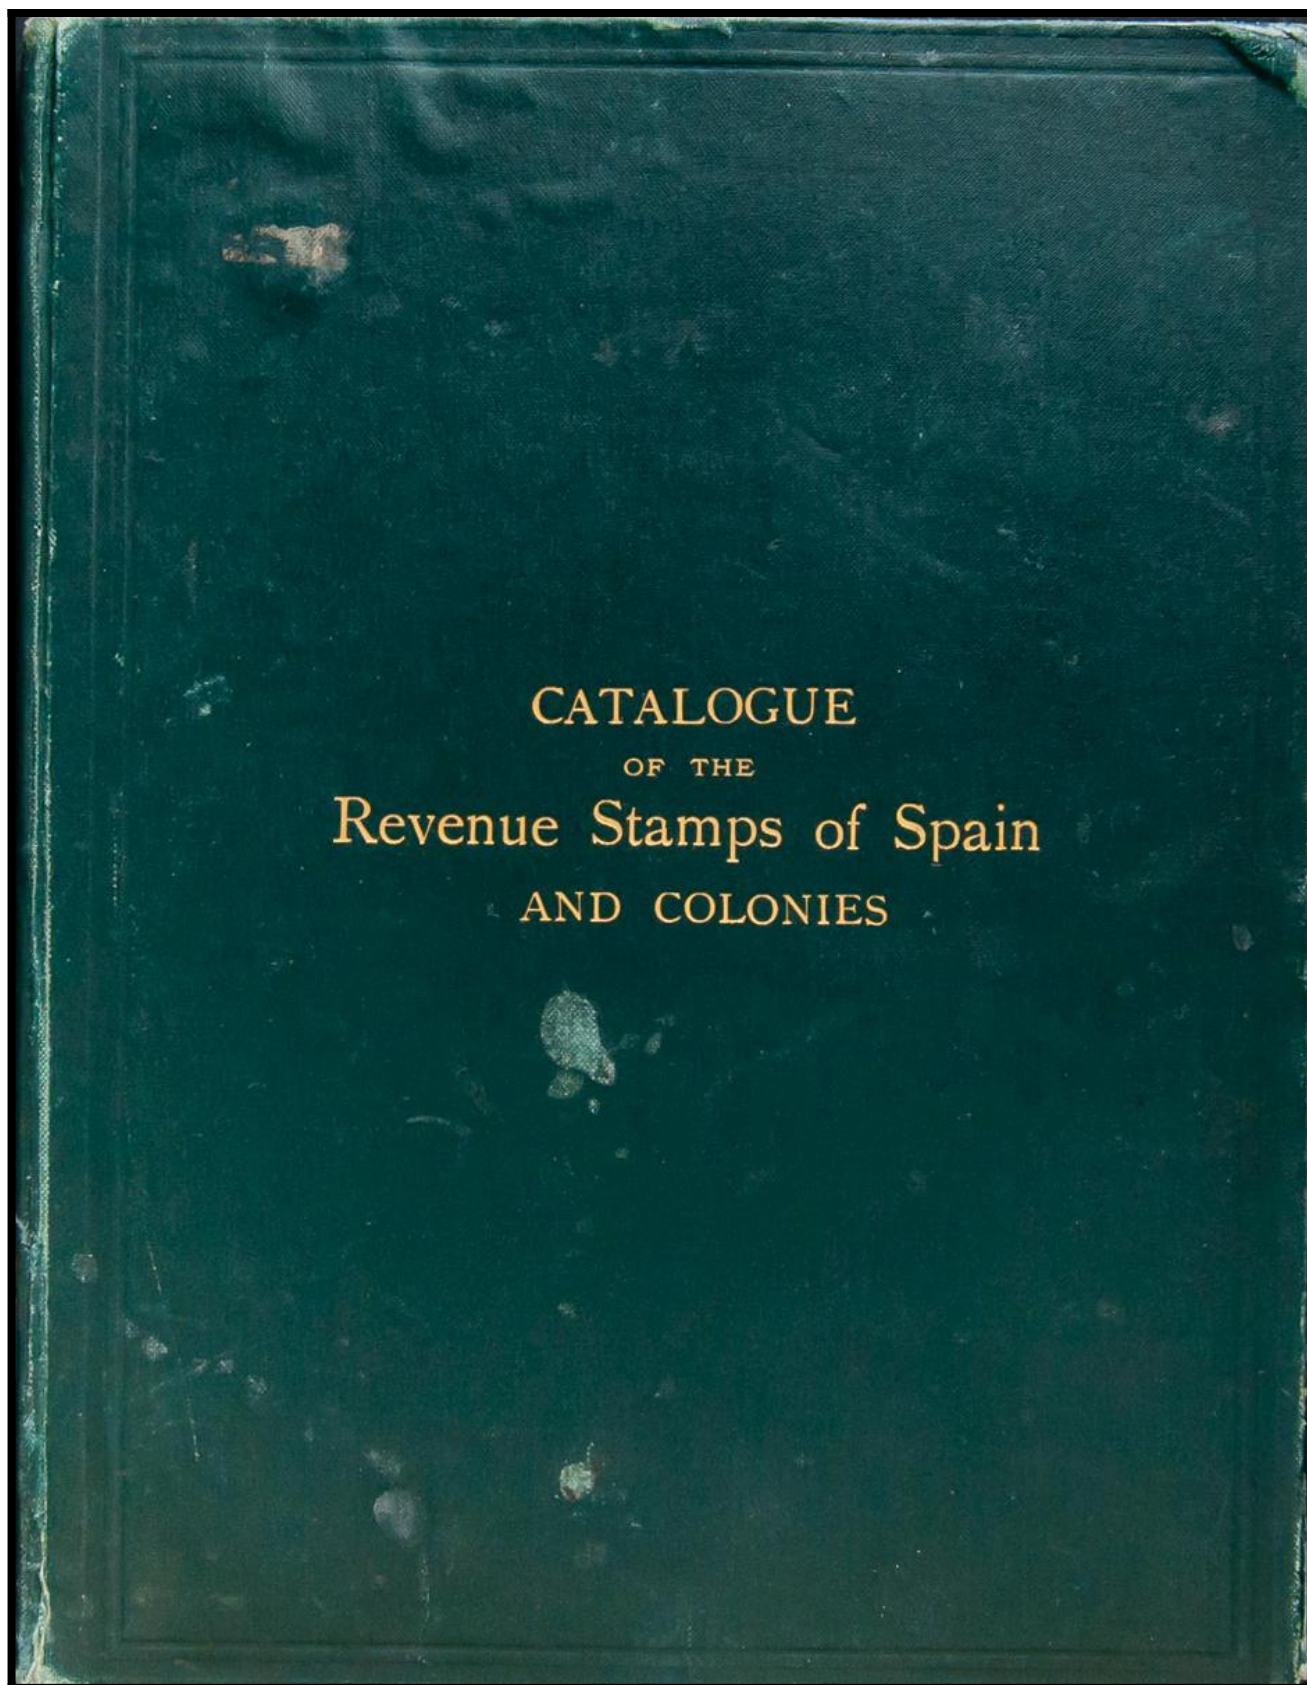 CATALOGUE
OF THE
Revenue Stamps of Spain
AND COLONIES